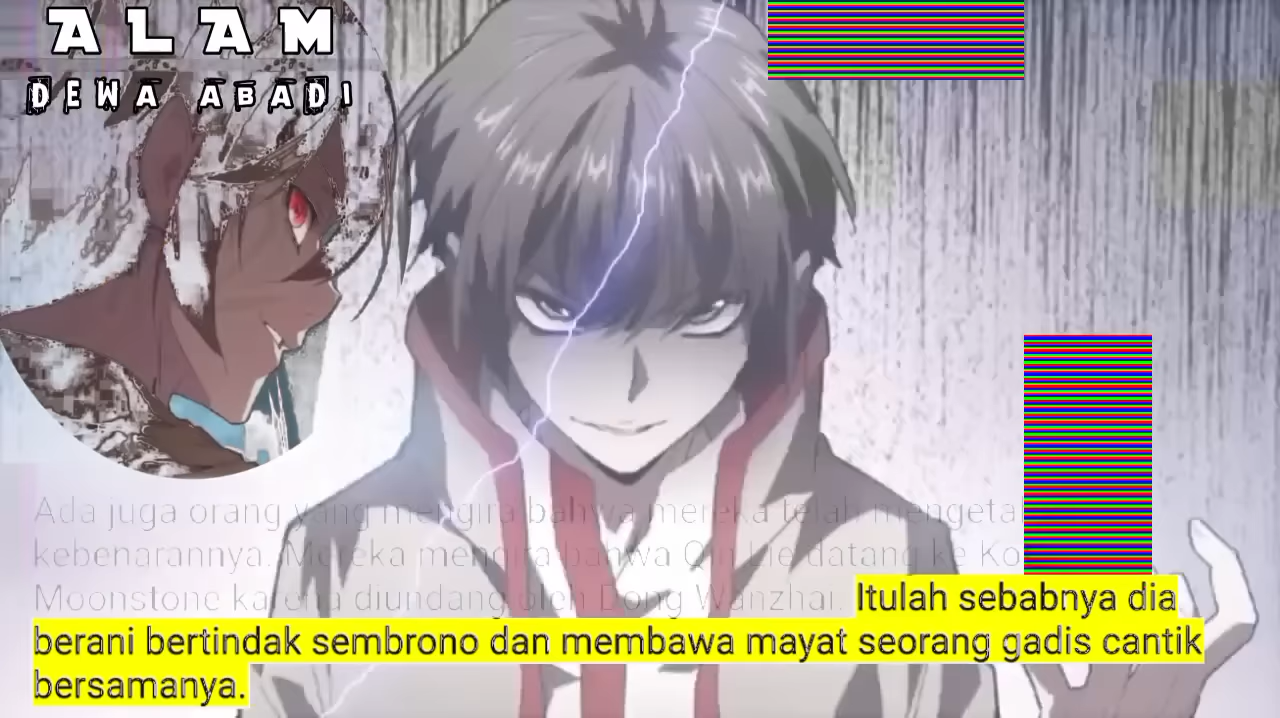 ALAM
DEWA ABADI
Ada juga orang yang mengira bahwa mereka telah
kebenarannya. Mereka mengira bahwa Qin Lie datang ke
Moonstone karena diundang oleh Dong Wanzhai. Itulah sebabnya dia
berani bertindak sembrono dan membawa mayat seorang gadis cantik
bersamanya.